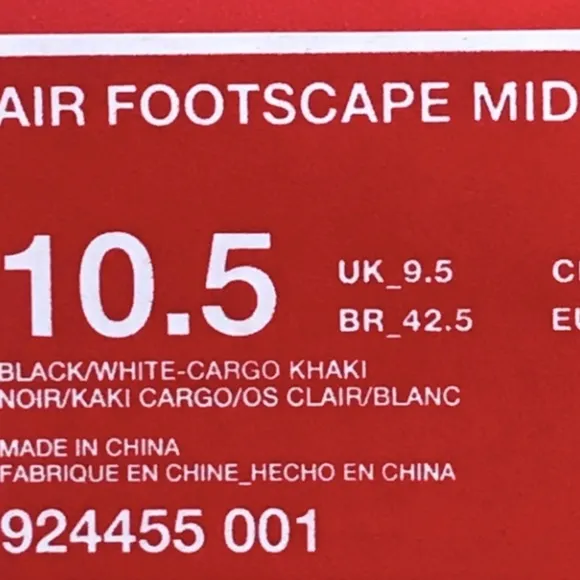 AIR FOOTSCAPE MID
10.5
UK_9.5
BR_42.5
BLACK/WHITE-CARGO KHAKI
NOIR/KAKI CARGO/OS CLAIR/BLANC
MADE IN CHINA
FABRIQUE EN CHINE_HECHO EN CHINA
924455 001